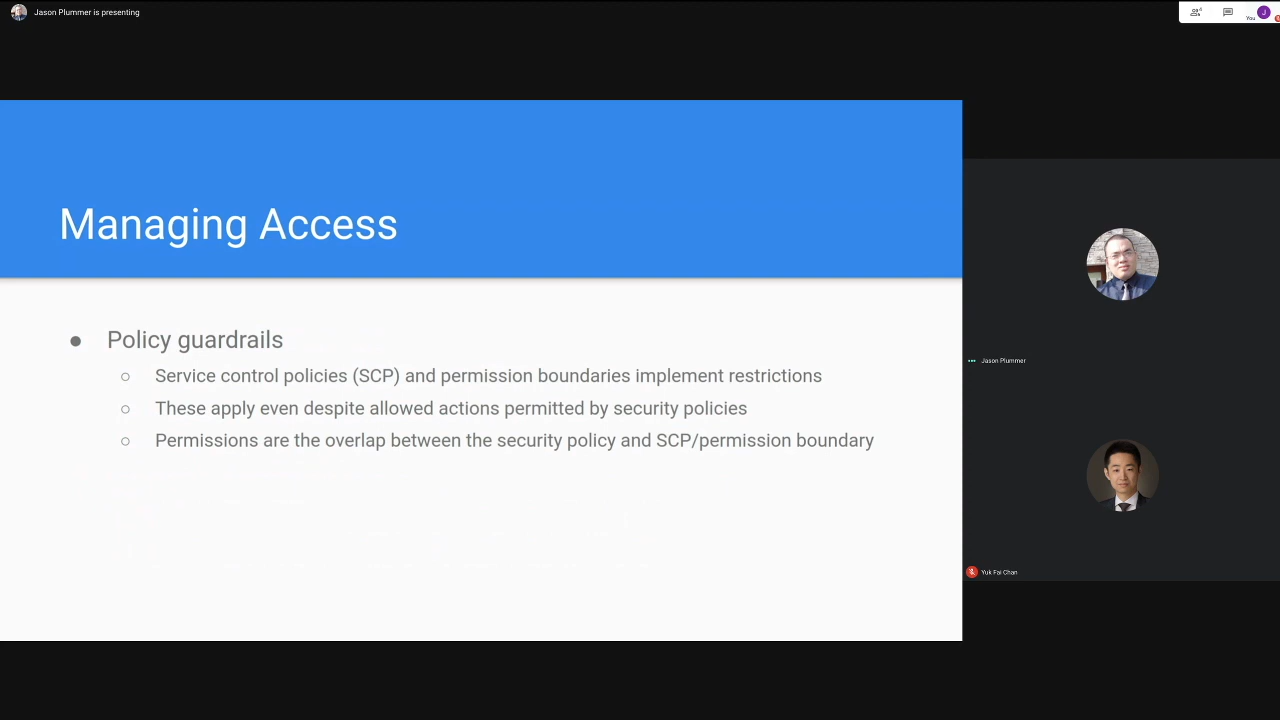 Jason Plummer is presenting
4
You
J
Managing Access
● Policy guardrails
○ Service control policies (SCP) and permission boundaries implement restrictions
○ These apply even despite allowed actions permitted by security policies
○ Permissions are the overlap between the security policy and SCP/permission boundary
Jason Plummer
Yuk Fai Chan